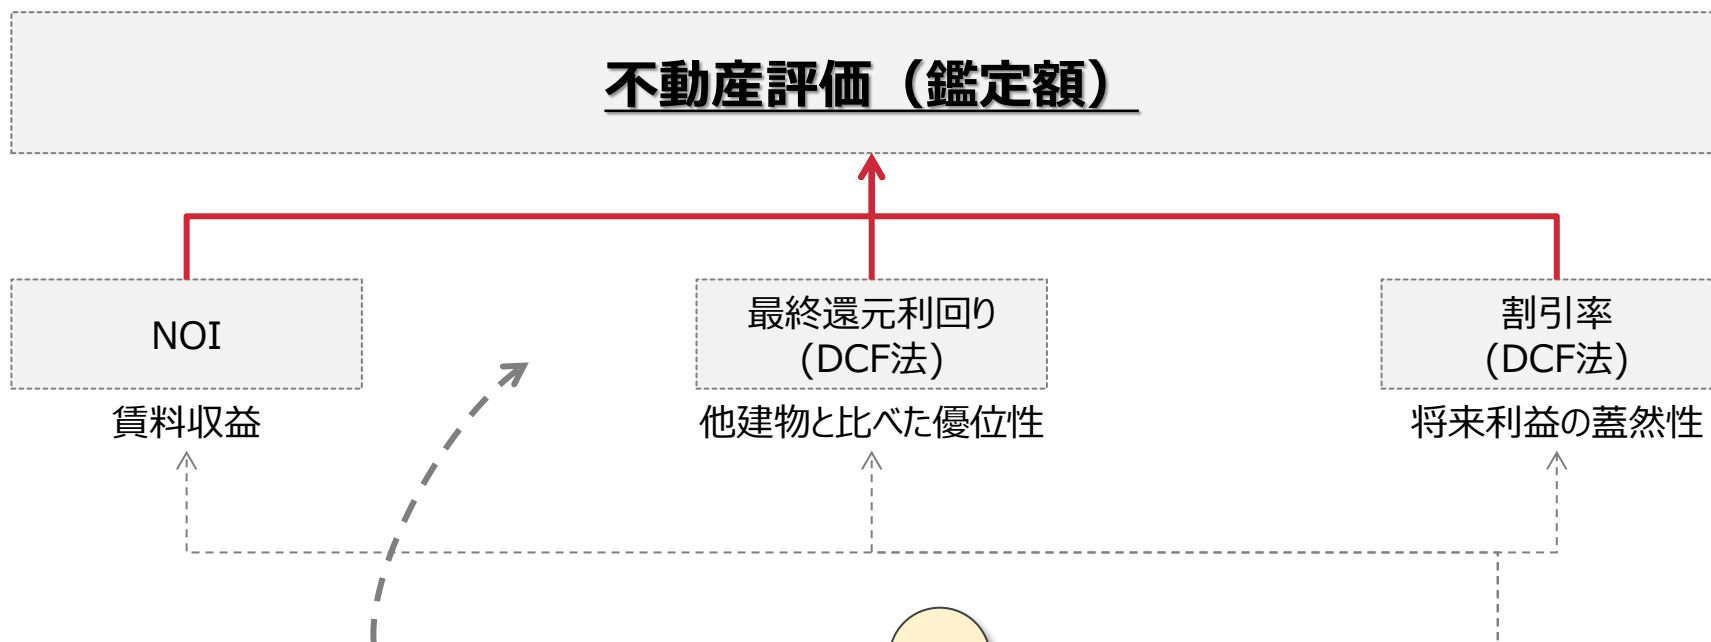 不動産評価（鑑定額）
NOI
最終還元利回り
(DCF法)
割引率
(DCF法)
賃料収益
他建物と比べた優位性
将来利益の蓋然性